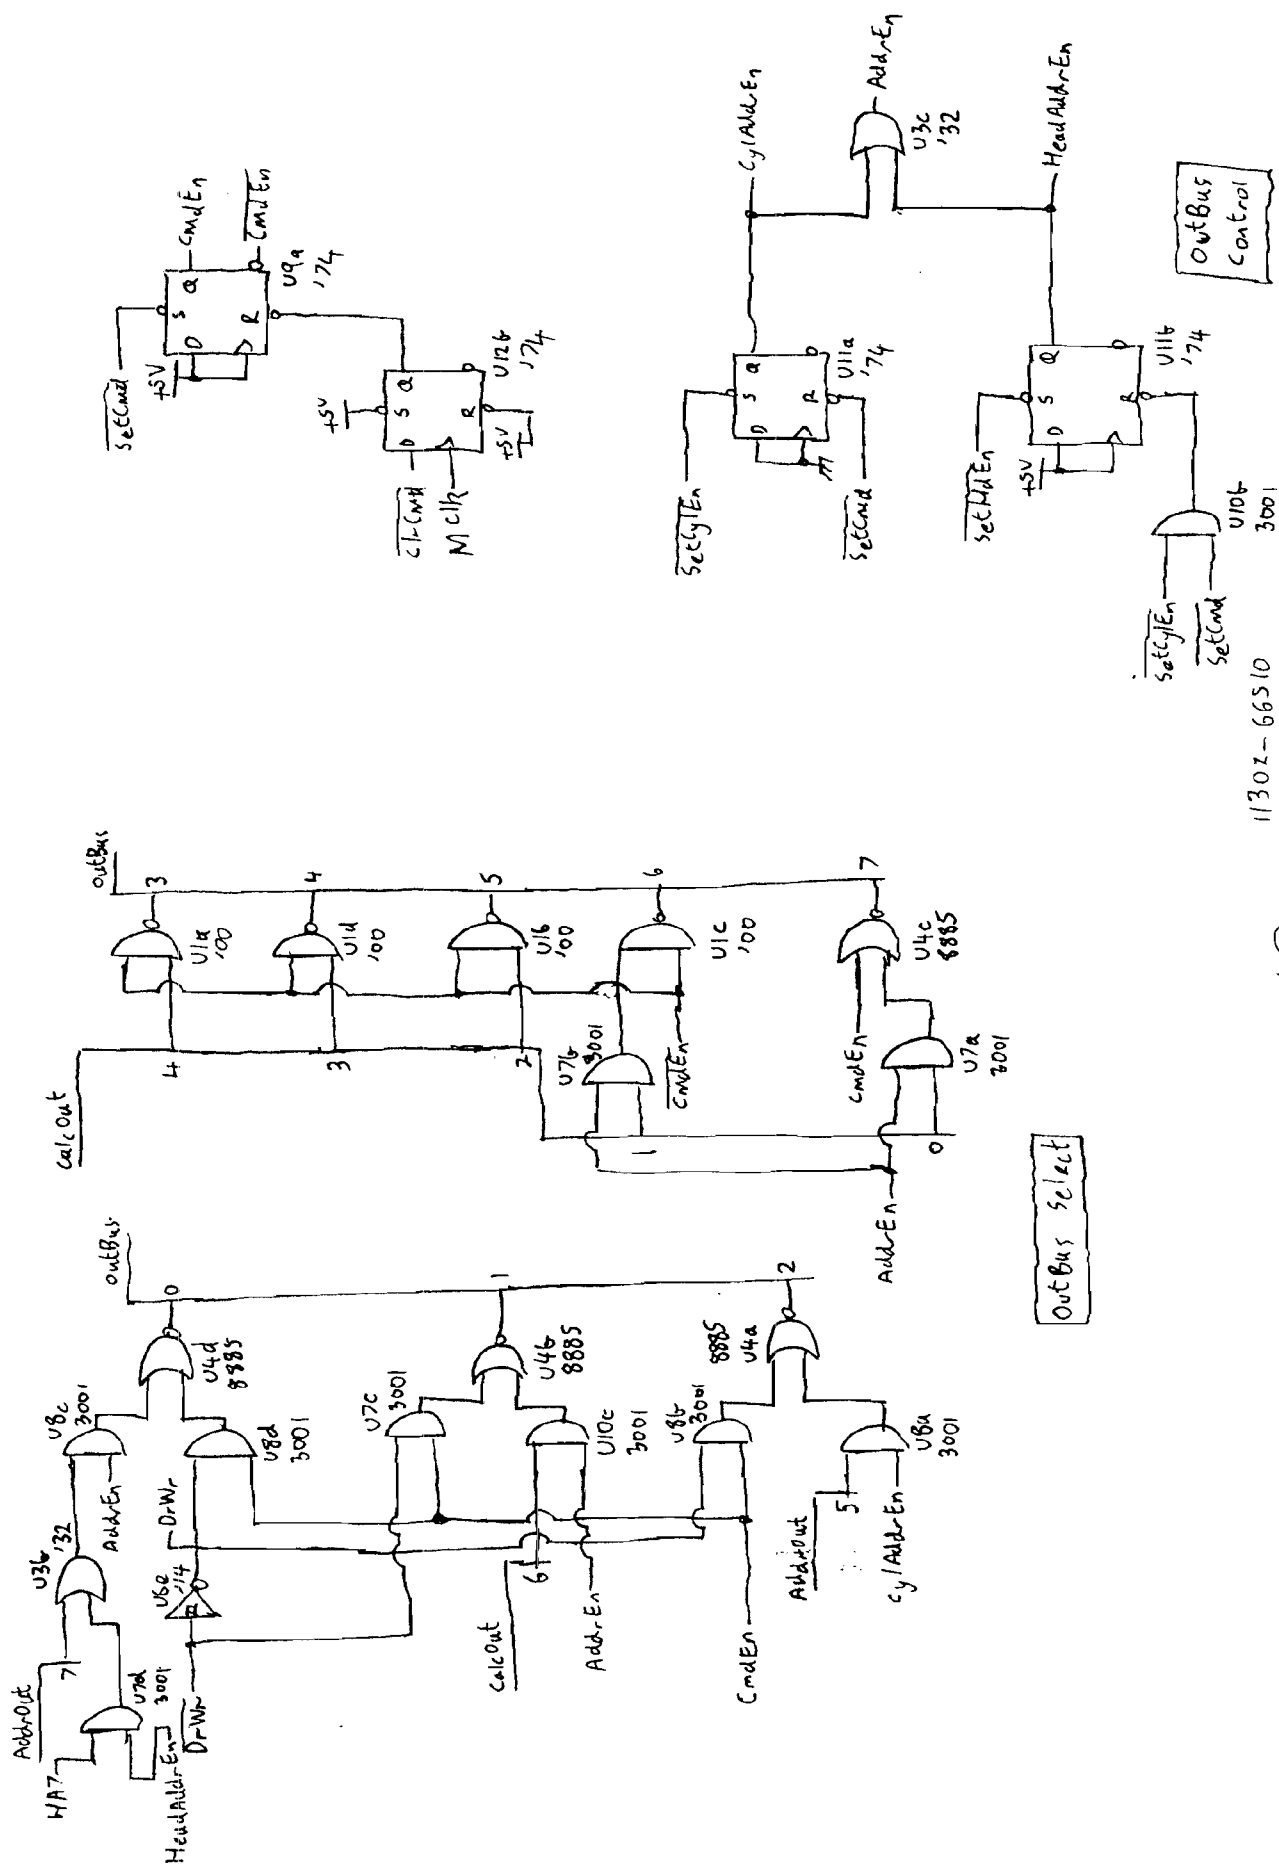 AddrOut
HA7
7
U7d
3001
HeadAddrEn
U3b
'32
AddrEn
U8c
3001
U4d
8885
OutBus
0
DrWr
U6e
'14
DrWr
U8d
3001
U7c
3001
U4b
8885
1
CalcOut
6
AddrEn
U10c
3001
CmdEn
U8b
3001
8885
U4a
2
AddrOut
5
CylAddrEn
U8a
3001
OutBus Select
CalcOut
4
3
2
1
0
OutBus
3
U1a
'00
4
U1d
'00
5
U1b
'00
6
U1c
'00
U7b
3001
CmdEn
7
U4c
8885
CmdEn
U7a
3001
AddrEn
SetCmd
+5V
D
S
Q
R
CmdEn
CmdEn
U9a
'74
+5V
ClrCmd
MClk
D
S
Q
R
U12b
'74
+5V
SetCylEn
D
S
Q
R
U11a
'74
SetCmd
CylAddrEn
U3c
'32
AddrEn
SetHdEn
+5V
D
S
Q
R
U11b
'74
HeadAddrEn
SetCylEn
SetCmd
U10b
3001
OutBus
Control
11302-66510